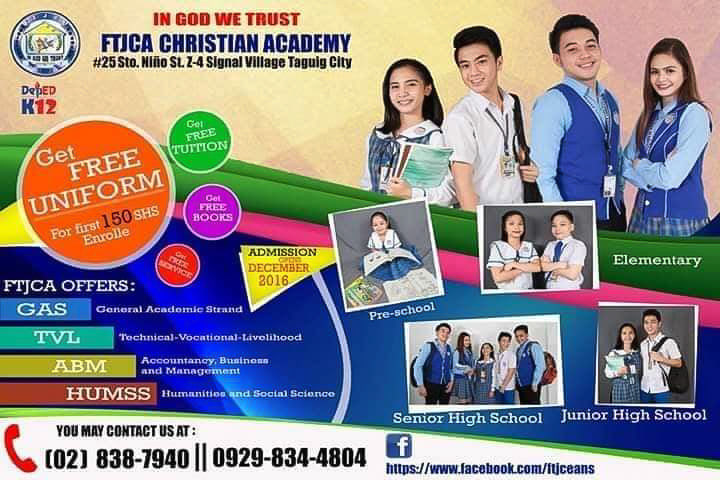 IN GOD WE TRUST
FTJCA CHRISTIAN ACADEMY
#25 Sto. Niño St. Z-4 Signal Village Taguig City
DepED
K12
Get
FREE
UNIFORM
For first 150 SHS
Enrolle
Get
FREE
TUITION
Get
FREE
BOOKS
Get
FREE
SERVICE
ADMISSION
OPENS
DECEMBER
2016
FTJCA OFFERS:
GAS General Academic Strand
TVL Technical-Vocational-Livelihood
ABM Accountancy, Business
and Management
HUMSS Humanities and Social Science
Pre-school
Elementary
Senior High School
Junior High School
YOU MAY CONTACT US AT :
(02) 838-7940 || 0929-834-4804
f
https://www.facebook.com/ftjceans